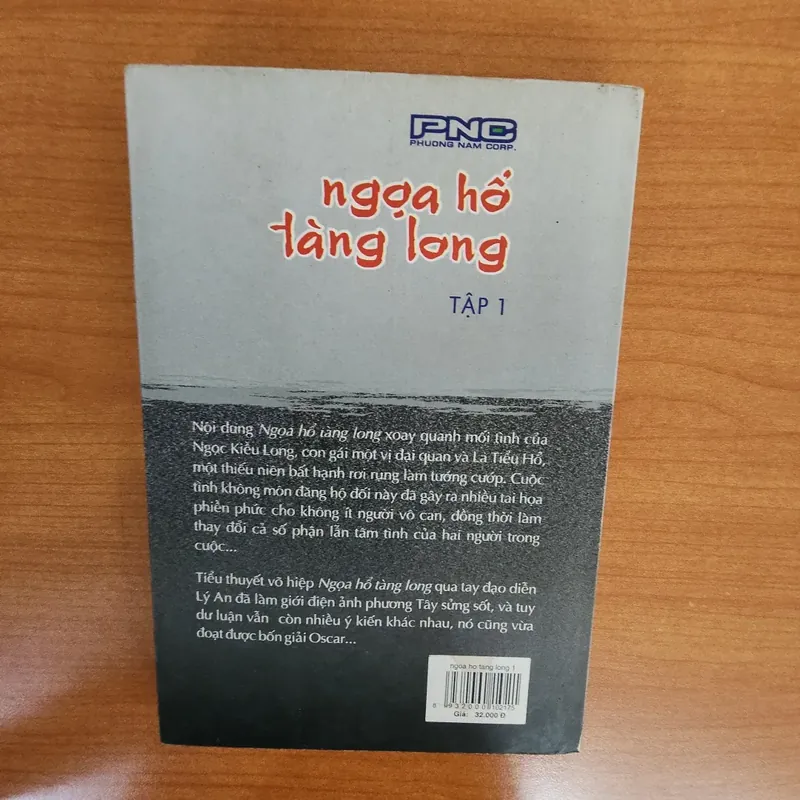 PNC
PHUONG NAM CORP.
ngọa hổ
tàng long
TẬP 1
Nội dung Ngọa hổ tàng long xoay quanh mối tình của
Ngọc Kiều Long, con gái một vị đại quan và La Tiểu Hổ,
một thiếu niên bất hạnh rơi rụng làm tướng cướp. Cuộc
tình không môn đăng hộ đối này đã gây ra nhiều tai họa
phiền phức cho không ít người vô can, đồng thời làm
thay đổi cả số phận lẫn tâm tình của hai người trong
cuộc...
Tiểu thuyết võ hiệp Ngọa hổ tàng long qua tay đạo diễn
Lý An đã làm giới điện ảnh phương Tây sửng sốt, và tuy
dư luận vẫn còn nhiều ý kiến khác nhau, nó cũng vừa
đoạt được bốn giải Oscar...
ngoa ho tang long 1
8 932000 8102175
Giá: 32.000 Đ